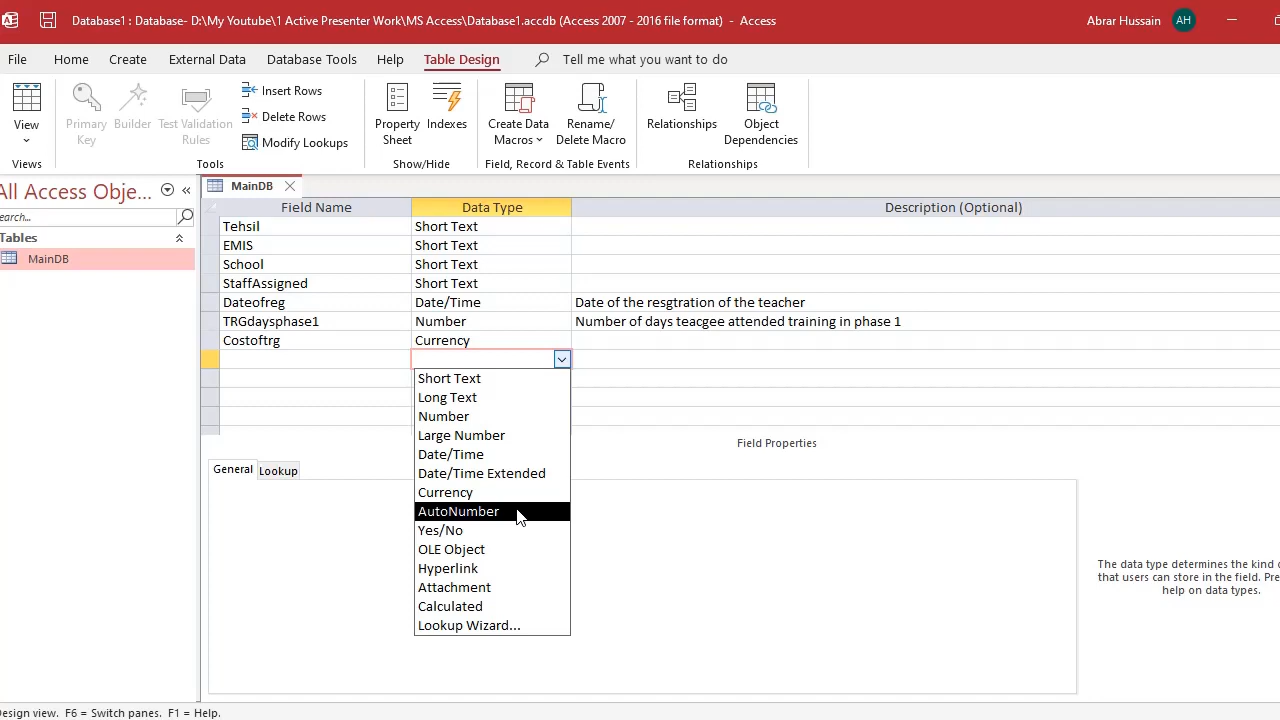 Database1 : Database- D:\My Youtube\1 Active Presenter Work\MS Access\Database1.accdb (Access 2007 - 2016 file format) - Access
Abrar Hussain AH
File Home Create External Data Database Tools Help Table Design Tell me what you want to do
View
Primary Key
Builder
Test Validation Rules
Insert Rows
Delete Rows
Modify Lookups
Property Sheet
Indexes
Create Data Macros
Rename/ Delete Macro
Relationships
Object Dependencies
Views Tools Show/Hide Field, Record & Table Events Relationships
All Access Obje...
earch...
Tables
MainDB
MainDB
Field Name Data Type Description (Optional)
Tehsil Short Text
EMIS Short Text
School Short Text
StaffAssigned Short Text
Dateofreg Date/Time Date of the resgtration of the teacher
TRGdaysphase1 Number Number of days teacgee attended training in phase 1
Costoftrg Currency
Short Text
Long Text
Number
Large Number
Date/Time
Date/Time Extended
Currency
AutoNumber
Yes/No
OLE Object
Hyperlink
Attachment
Calculated
Lookup Wizard...
Field Properties
General Lookup
The data type determines the kind
that users can store in the field. Pre
help on data types.
Design view. F6 = Switch panes. F1 = Help.